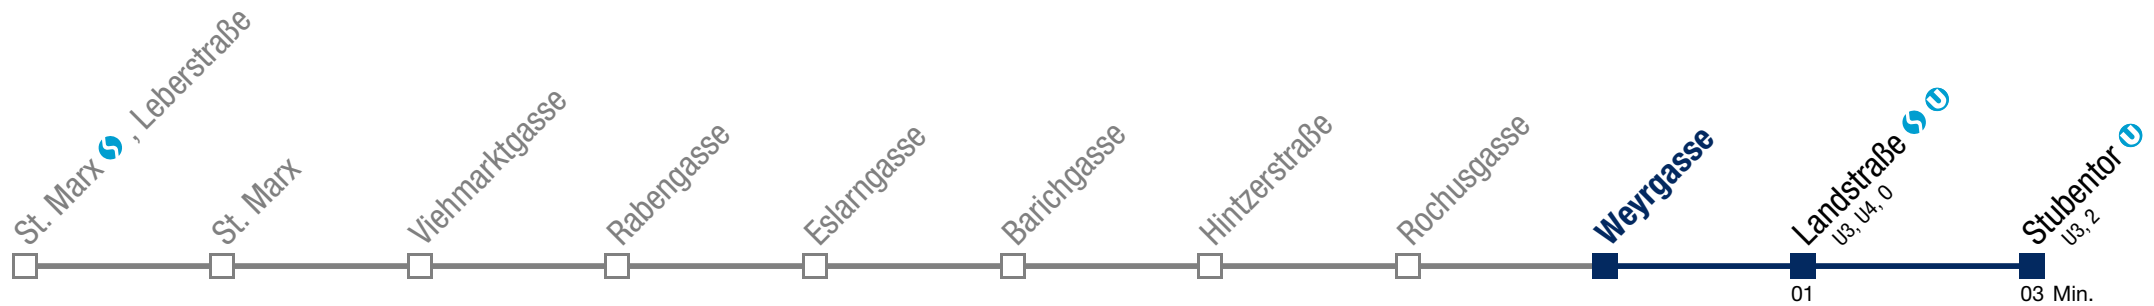 St. Marx , Leberstraße
St. Marx
Viehmarktgasse
Rabengasse
Eslarngasse
Barichgasse
Hintzerstraße
Rochusgasse
Weyrgasse
Landstraße
U3, U4, O
Stubentor
U3, 2
01
03 Min.